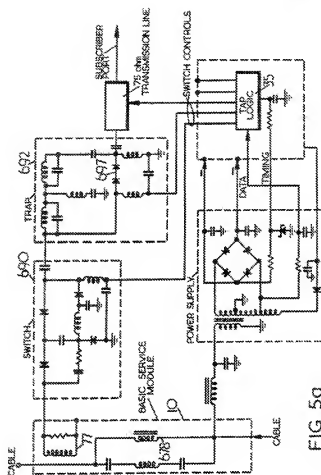 SUBSCRIBER
PORT
75 ohm
TRANSMISSION LINE
692
TRAP
697
690
SWITCH
SWITCH CONTROLS
TAP
LOGIC
35
DATA
TIMING
POWER SUPPLY
BASIC SERVICE
MODULE
10
77
678
CABLE
CABLE
FIG 5a